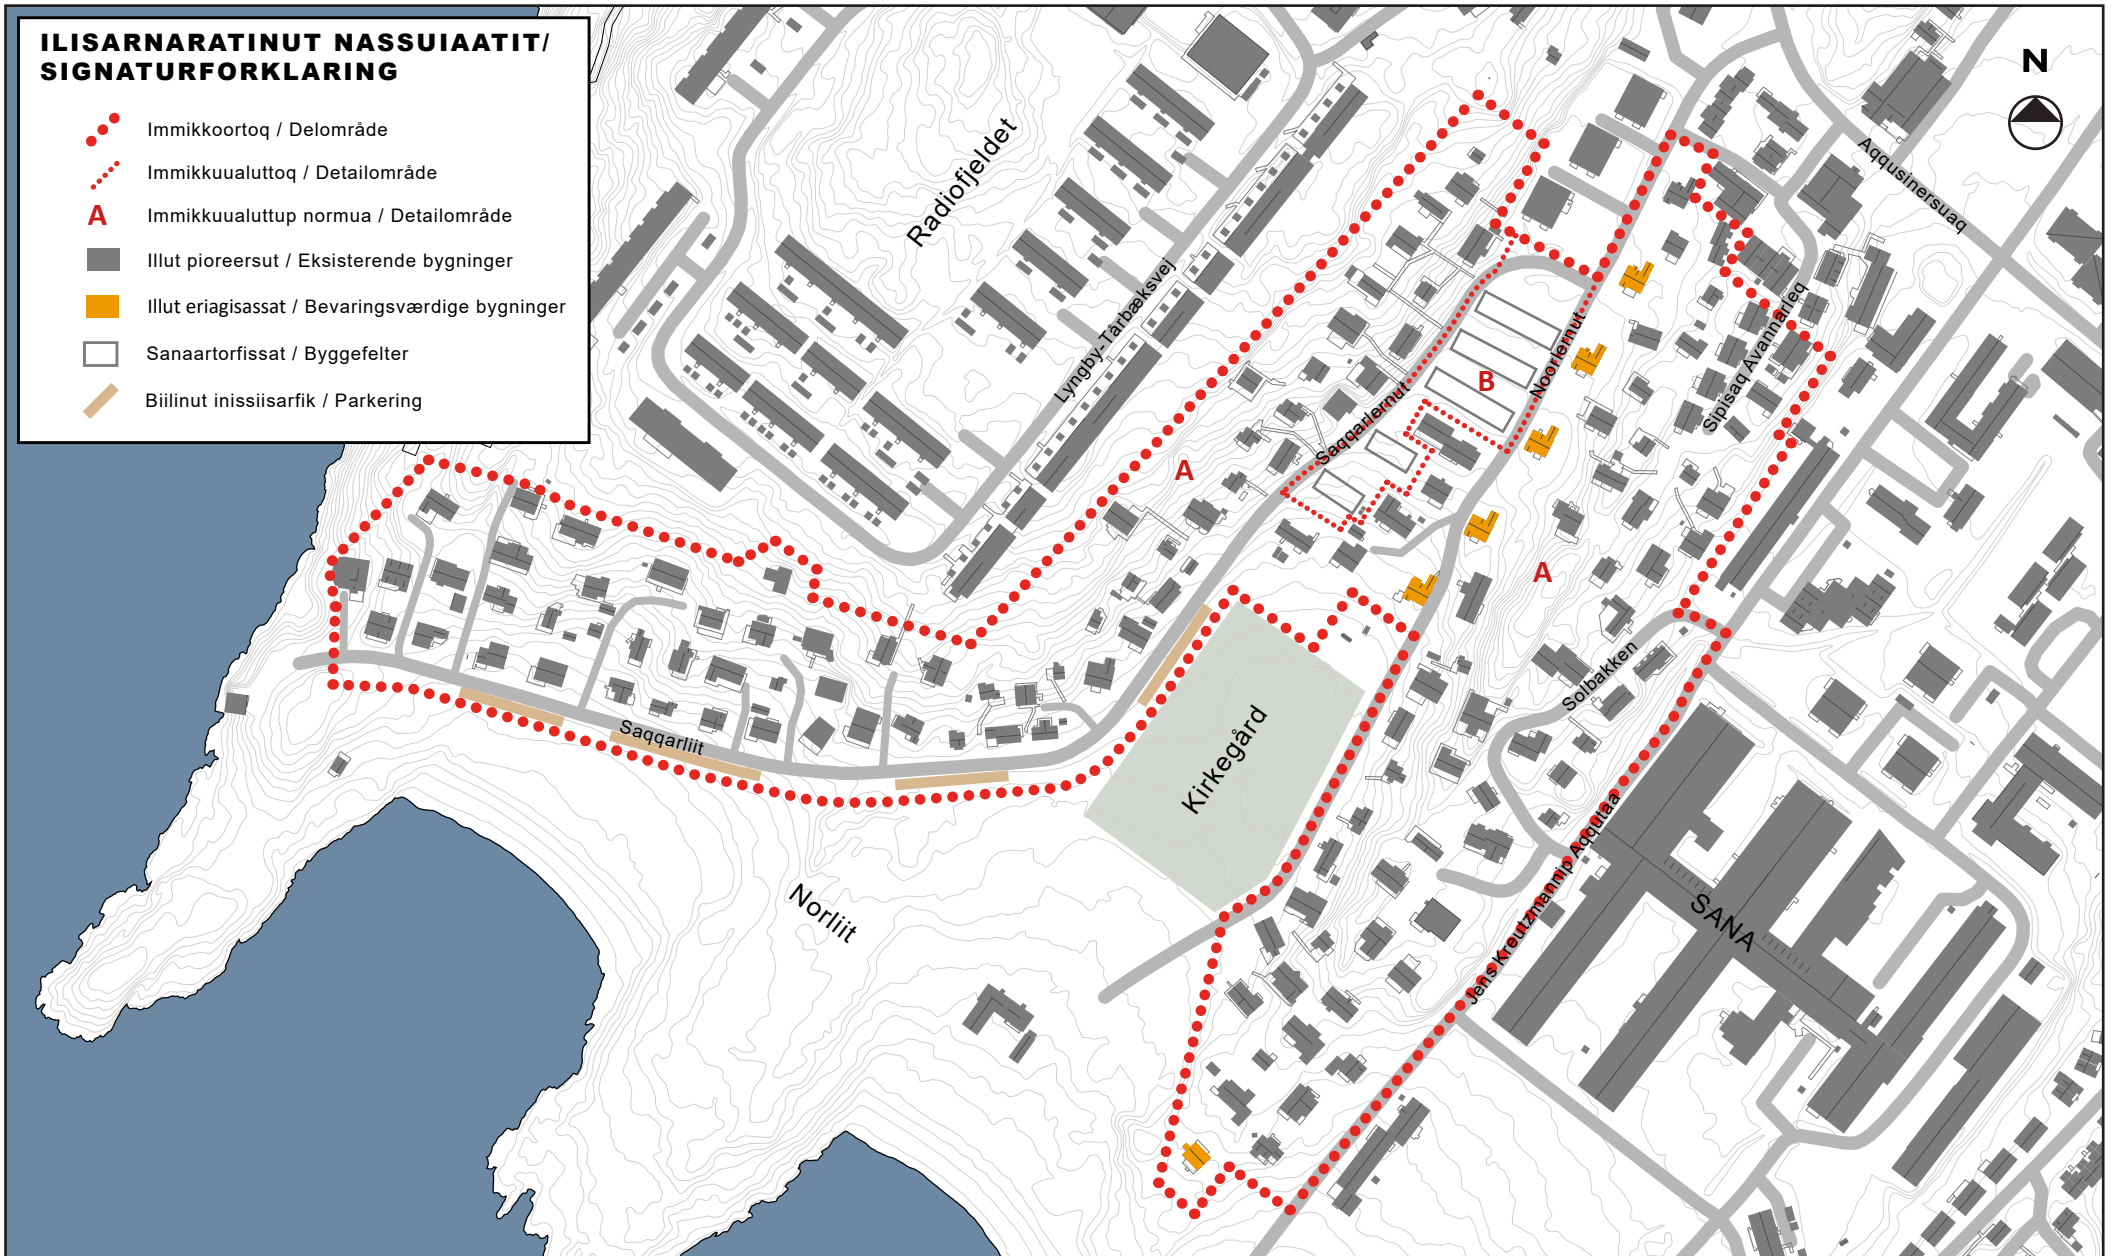 ILISARNARATINUT NASSUIAATIT/
SIGNATURFORKLARING
Immikkoortoq / Delområde
Immikkuualuttoq / Detailområde
A Immikkuualuttup normua / Detailområde
Illut pioreersut / Eksisterende bygninger
Illut eriagisassat / Bevaringsværdige bygninger
Sanaartorfissat / Byggefelter
Biilinut inissiisarfik / Parkering
N
Radiofjeldet
Aqqusinersuaq
Lyngby-Tårbæksvej
Sipisaq Avannarleq
Noorlernut
Saqqarlernut
B
A
A
Solbakken
Saqqarliit
Kirkegård
Jens Kreutzmannip Aqqutaa
Norliit
SANA